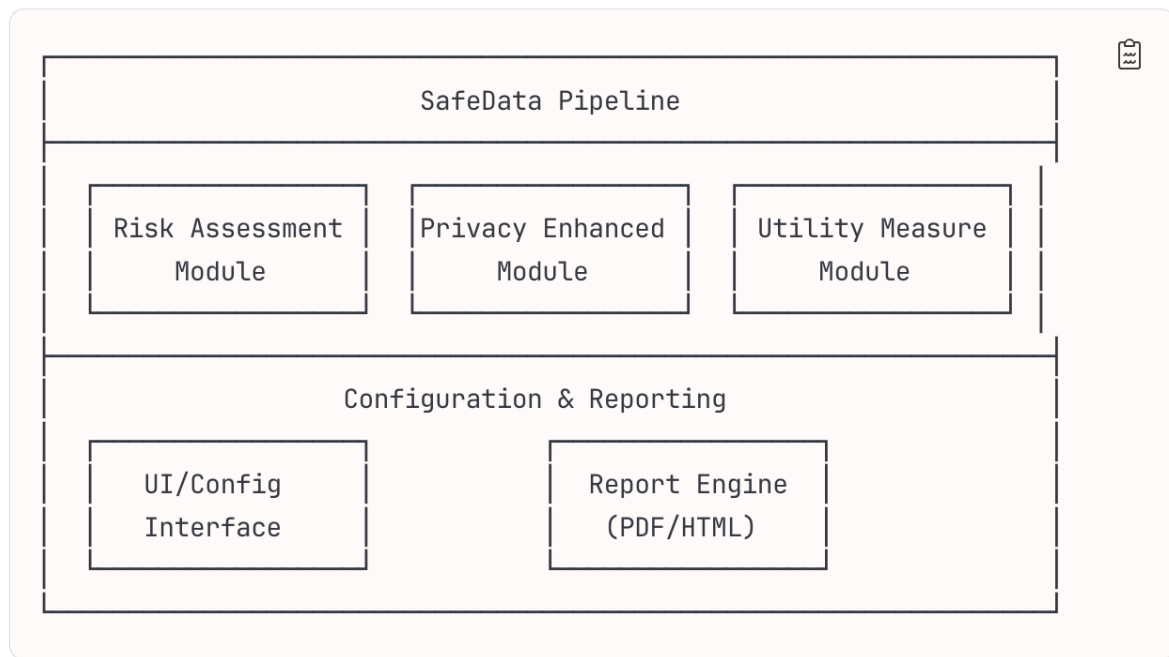 SafeData Pipeline
Risk Assessment Privacy Enhanced Utility Measure
Module Module Module
Configuration & Reporting
UI/Config Report Engine
Interface (PDF/HTML)